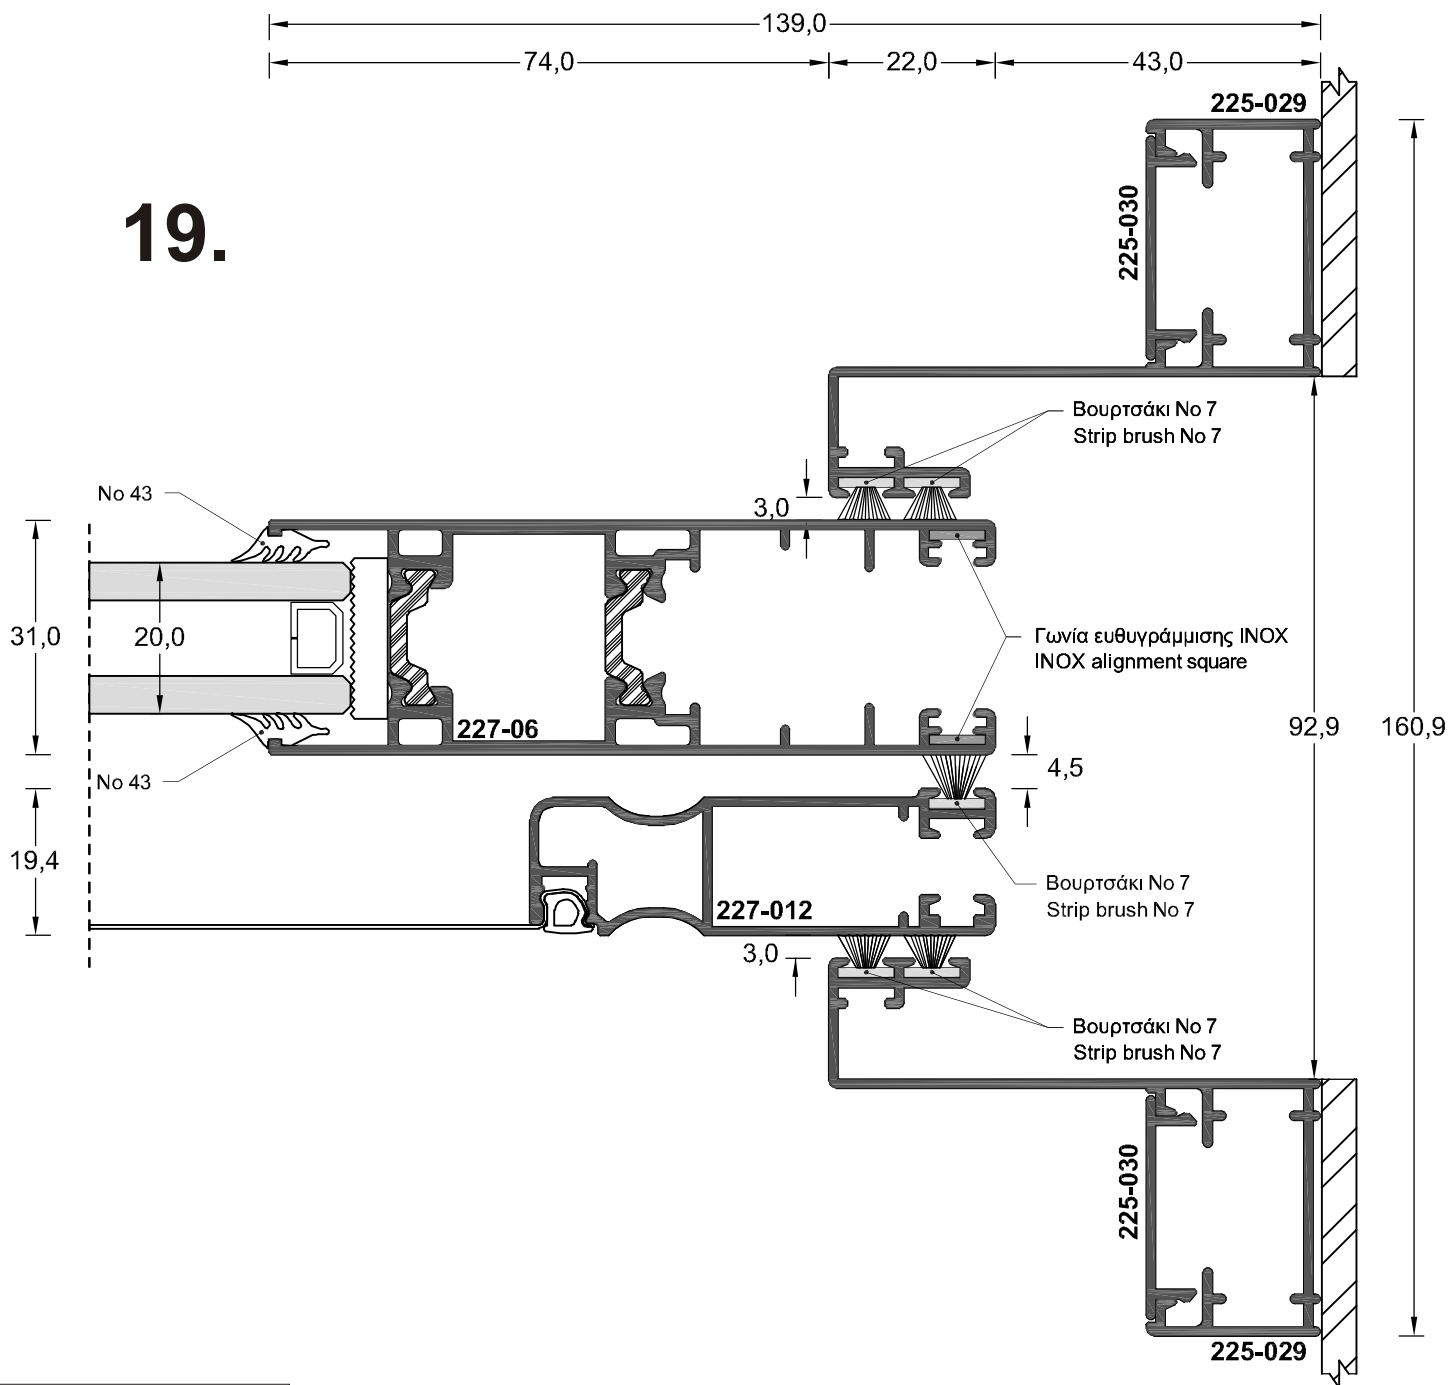 139,0
74,0
22,0
43,0
225-029
19.
225-030
Βουρτσάκι No 7
Strip brush No 7
No 43
3,0
31,0
20,0
Γωνία ευθυγράμμισης INOX
INOX alignment square
227-06
92,9
160,9
No 43
4,5
19,4
Βουρτσάκι No 7
Strip brush No 7
227-012
3,0
Βουρτσάκι No 7
Strip brush No 7
225-030
225-029